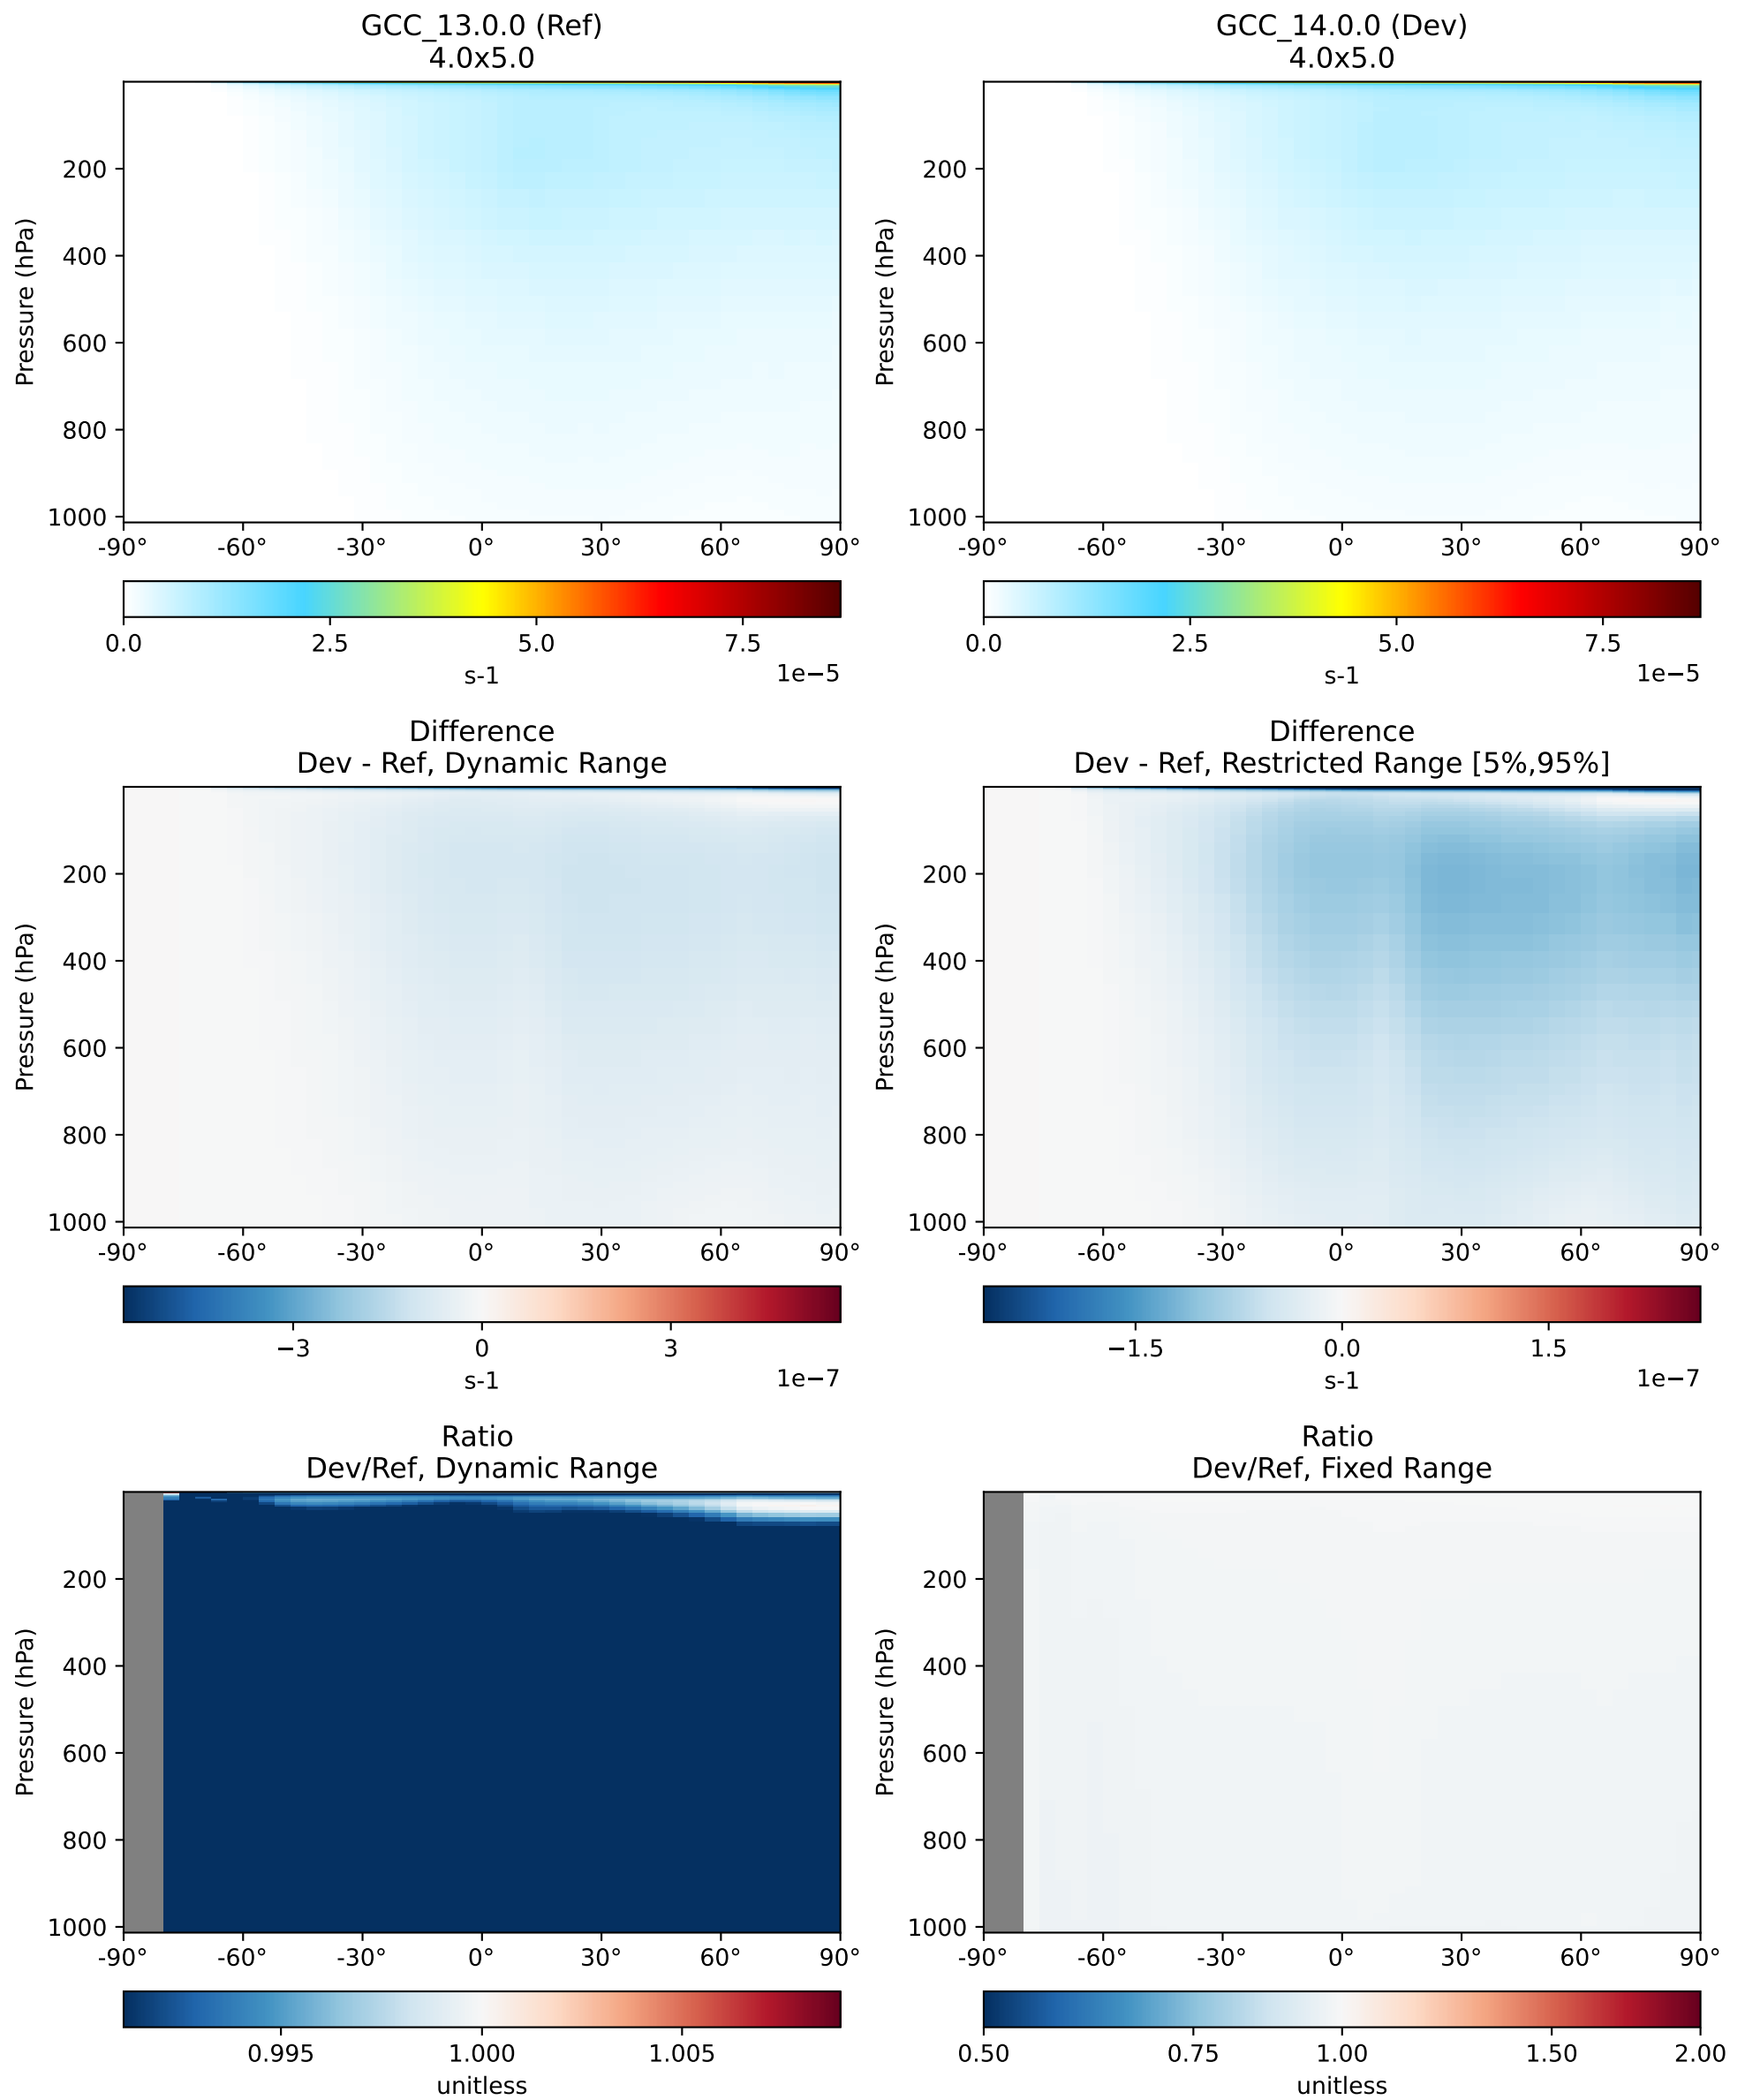 GCC_13.0.0 (Ref)
4.0x5.0
Pressure (hPa)
200
400
600
800
1000
-90° -60° -30° 0° 30° 60° 90°
0.0 2.5 5.0 7.5
1e−5
s-1
GCC_14.0.0 (Dev)
4.0x5.0
Pressure (hPa)
200
400
600
800
1000
-90° -60° -30° 0° 30° 60° 90°
0.0 2.5 5.0 7.5
1e−5
s-1
Difference
Dev - Ref, Dynamic Range
Pressure (hPa)
200
400
600
800
1000
-90° -60° -30° 0° 30° 60° 90°
−3 0 3
1e−7
s-1
Difference
Dev - Ref, Restricted Range [5%,95%]
Pressure (hPa)
200
400
600
800
1000
-90° -60° -30° 0° 30° 60° 90°
−1.5 0.0 1.5
1e−7
s-1
Ratio
Dev/Ref, Dynamic Range
Pressure (hPa)
200
400
600
800
1000
-90° -60° -30° 0° 30° 60° 90°
0.995 1.000 1.005
unitless
Ratio
Dev/Ref, Fixed Range
Pressure (hPa)
200
400
600
800
1000
-90° -60° -30° 0° 30° 60° 90°
0.50 0.75 1.00 1.50 2.00
unitless